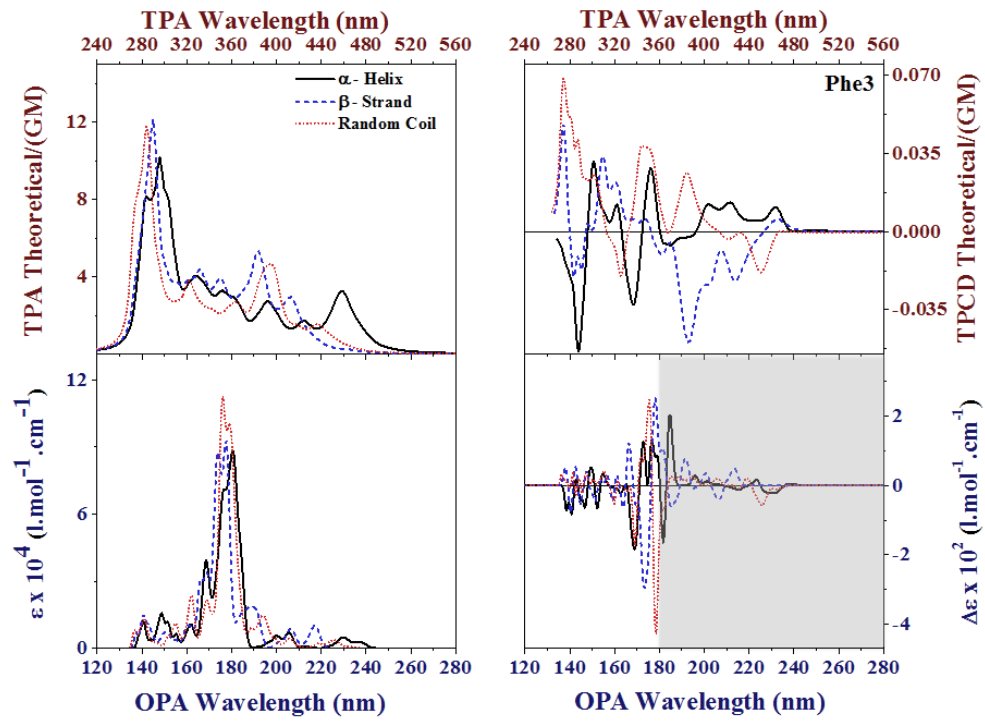 TPA Wavelength (nm)
240 280 320 360 400 440 480 520 560
TPA Theoretical/(GM)
12
8
4
α - Helix
β - Strand
Random Coil
TPA Wavelength (nm)
240 280 320 360 400 440 480 520 560
Phe3
0.070
0.035
0.000
-0.035
TPCD Theoretical/(GM)
ε x 10⁴ (l.mol⁻¹.cm⁻¹)
12
6
0
120 140 160 180 200 220 240 260 280
OPA Wavelength (nm)
2
0
-2
-4
Δε x 10² (l.mol⁻¹.cm⁻¹)
120 140 160 180 200 220 240 260 280
OPA Wavelength (nm)